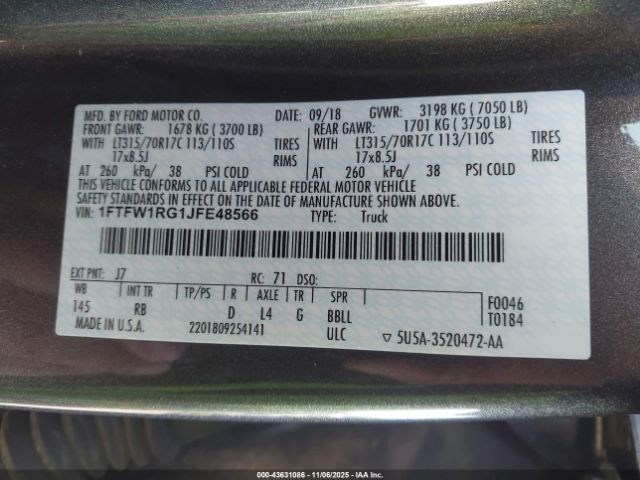 MFD. BY FORD MOTOR CO. DATE: 09/18 GVWR: 3198 KG ( 7050 LB)
FRONT GAWR: 1678 KG ( 3700 LB) REAR GAWR: 1701 KG ( 3750 LB)
WITH LT315/70R17C 113/110S TIRES WITH LT315/70R17C 113/110S TIRES
17x8.5J RIMS 17x8.5J RIMS
AT 260 kPa/ 38 PSI COLD AT 260 kPa/ 38 PSI COLD
THIS VEHICLE CONFORMS TO ALL APPLICABLE FEDERAL MOTOR VEHICLE
SAFETY STANDARDS IN EFFECT ON THE DATE OF MANUFACTURE SHOWN ABOVE.
VIN: 1FTFW1RG1JFE48566 TYPE: Truck
EXT PNT: J7 RC: 71 DSO:
WB INT TR TP/PS R AXLE TR SPR F0046
145 RB D L4 G BBLL T0184
MADE IN U.S.A. 2201809254141 ULC ▽ 5U5A-3520472-AA
000-43631086 - 11/06/2025 - IAA Inc.